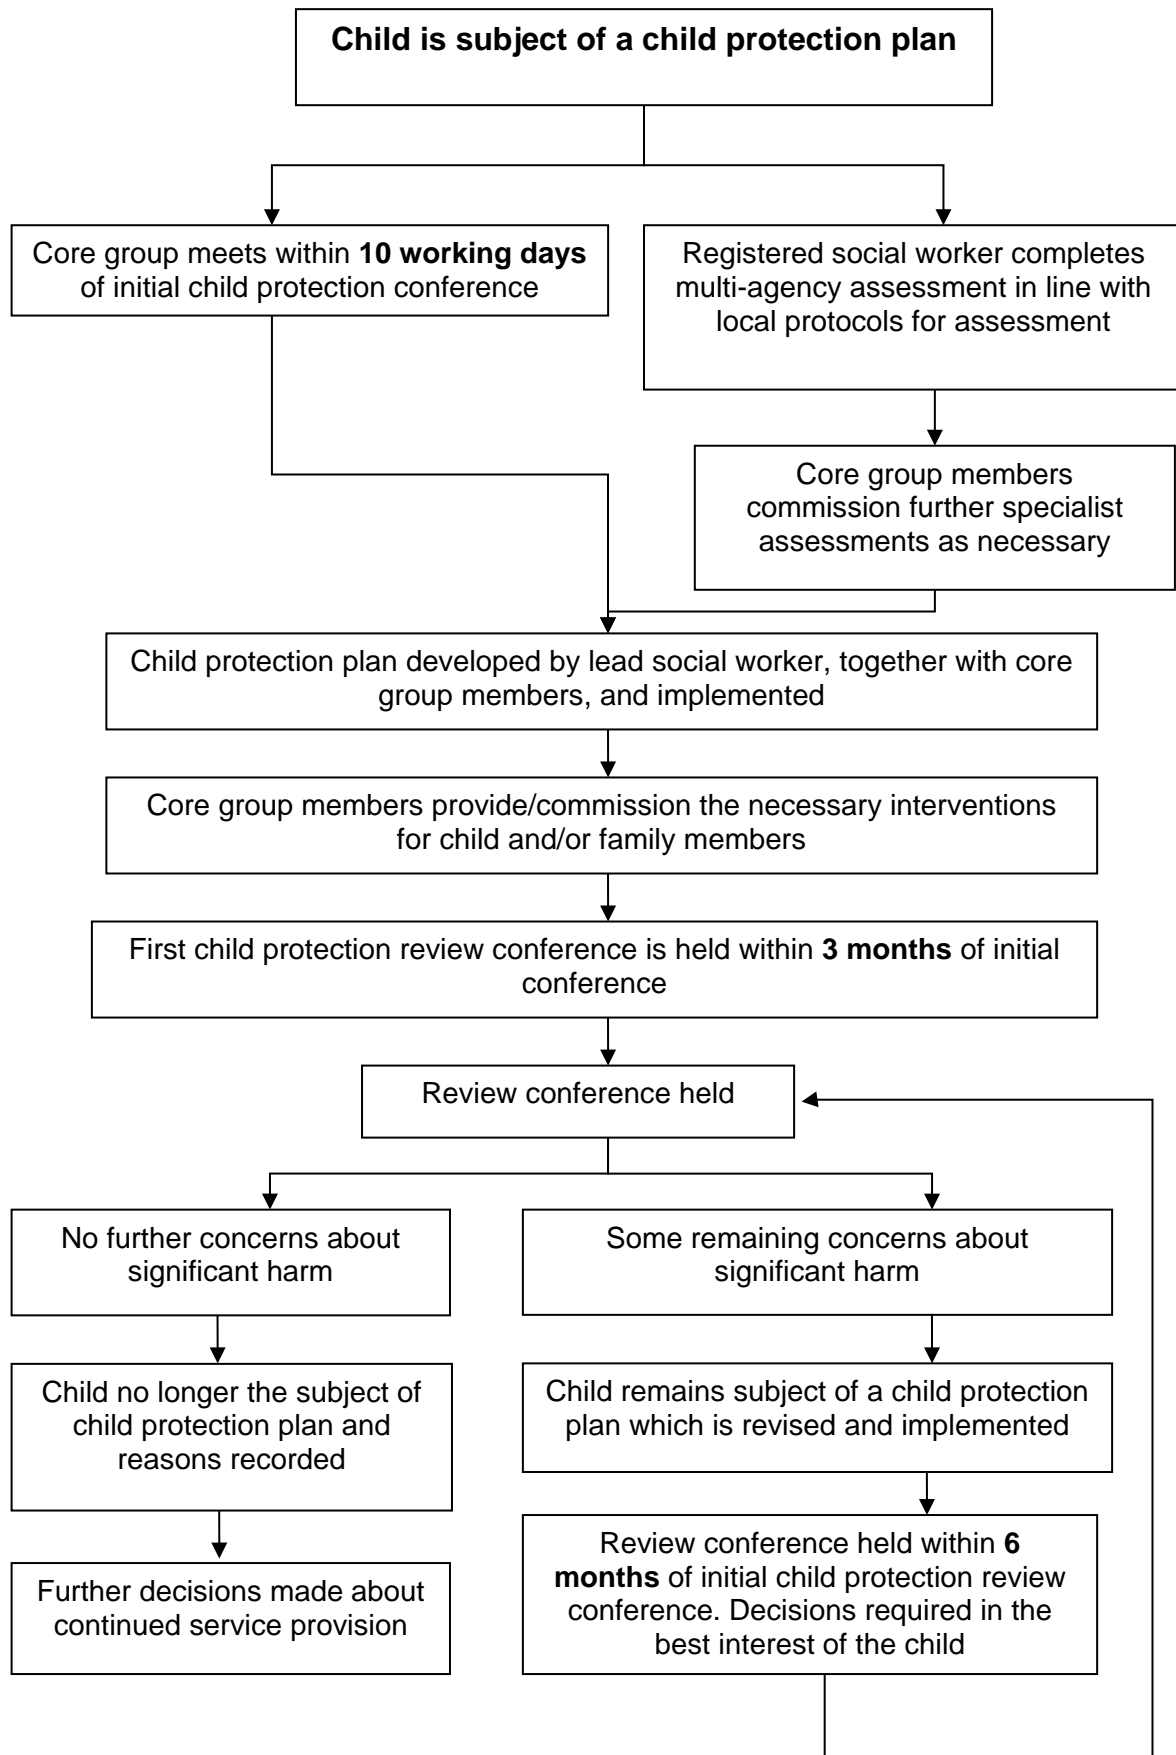 Child is subject of a child protection plan
Core group meets within 10 working days
of initial child protection conference
Registered social worker completes
multi-agency assessment in line with
local protocols for assessment
Core group members
commission further specialist
assessments as necessary
Child protection plan developed by lead social worker, together with core
group members, and implemented
Core group members provide/commission the necessary interventions
for child and/or family members
First child protection review conference is held within 3 months of initial
conference
Review conference held
No further concerns about
significant harm
Some remaining concerns about
significant harm
Child no longer the subject of
child protection plan and
reasons recorded
Child remains subject of a child protection
plan which is revised and implemented
Further decisions made about
continued service provision
Review conference held within 6
months of initial child protection review
conference. Decisions required in the
best interest of the child